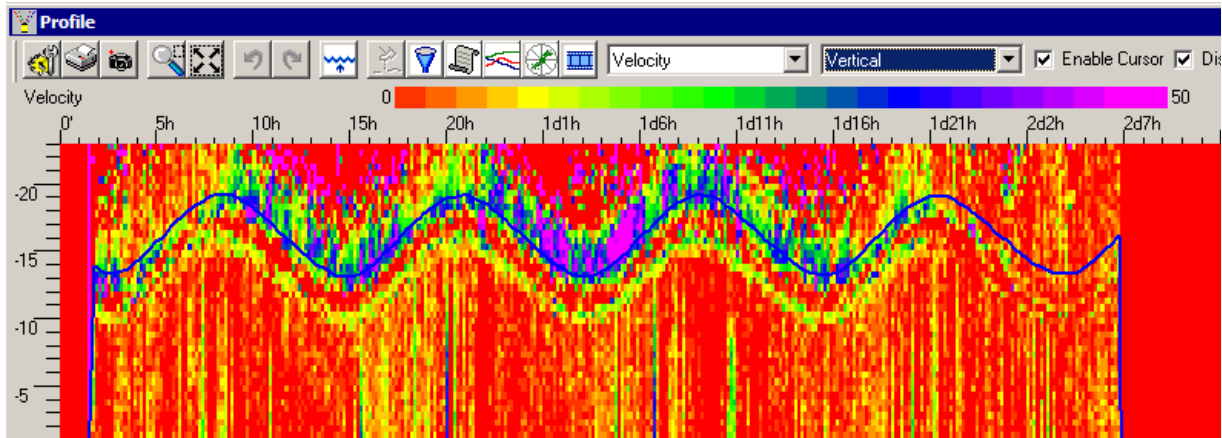 Profile
Velocity Vertical Enable Cursor Dis
Velocity 0 50
0' 5h 10h 15h 20h 1d1h 1d6h 1d11h 1d16h 1d21h 2d2h 2d7h
-20
-15
-10
-5